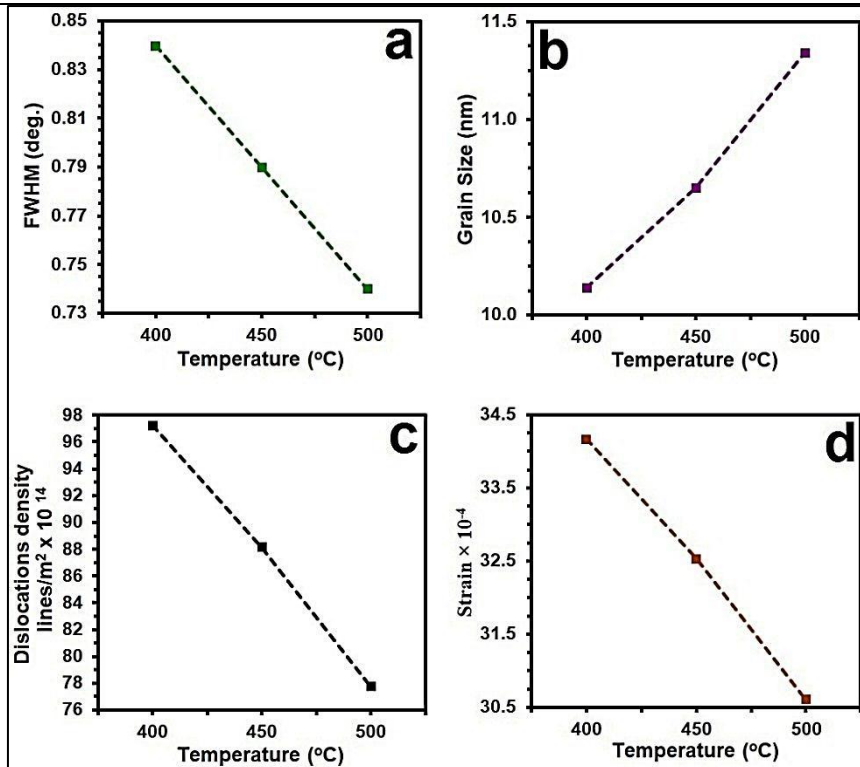 a
FWHM (deg.)
0.85
0.83
0.81
0.79
0.77
0.75
0.73
400 450 500
Temperature (°C)
b
Grain Size (nm)
11.5
11.0
10.5
10.0
400 450 500
Temperature (°C)
c
Dislocations density
lines/m² x 10 ¹⁴
98
96
94
92
90
88
86
84
82
80
78
76
400 450 500
Temperature (°C)
d
Strain × 10⁻⁴
34.5
33.5
32.5
31.5
30.5
400 450 500
Temperature (°C)